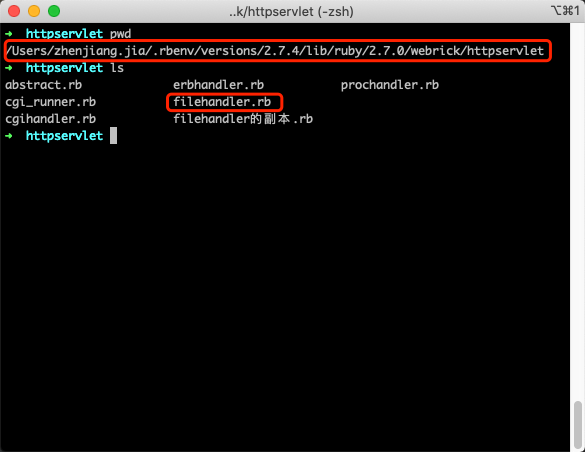 ..k/httpservlet (-zsh) ⌥⌘1
➜ httpservlet pwd
/Users/zhenjiang.jia/.rbenv/versions/2.7.4/lib/ruby/2.7.0/webrick/httpservlet
➜ httpservlet ls
abstract.rb erbhandler.rb prochandler.rb
cgi_runner.rb filehandler.rb
cgihandler.rb filehandler的副本.rb
➜ httpservlet